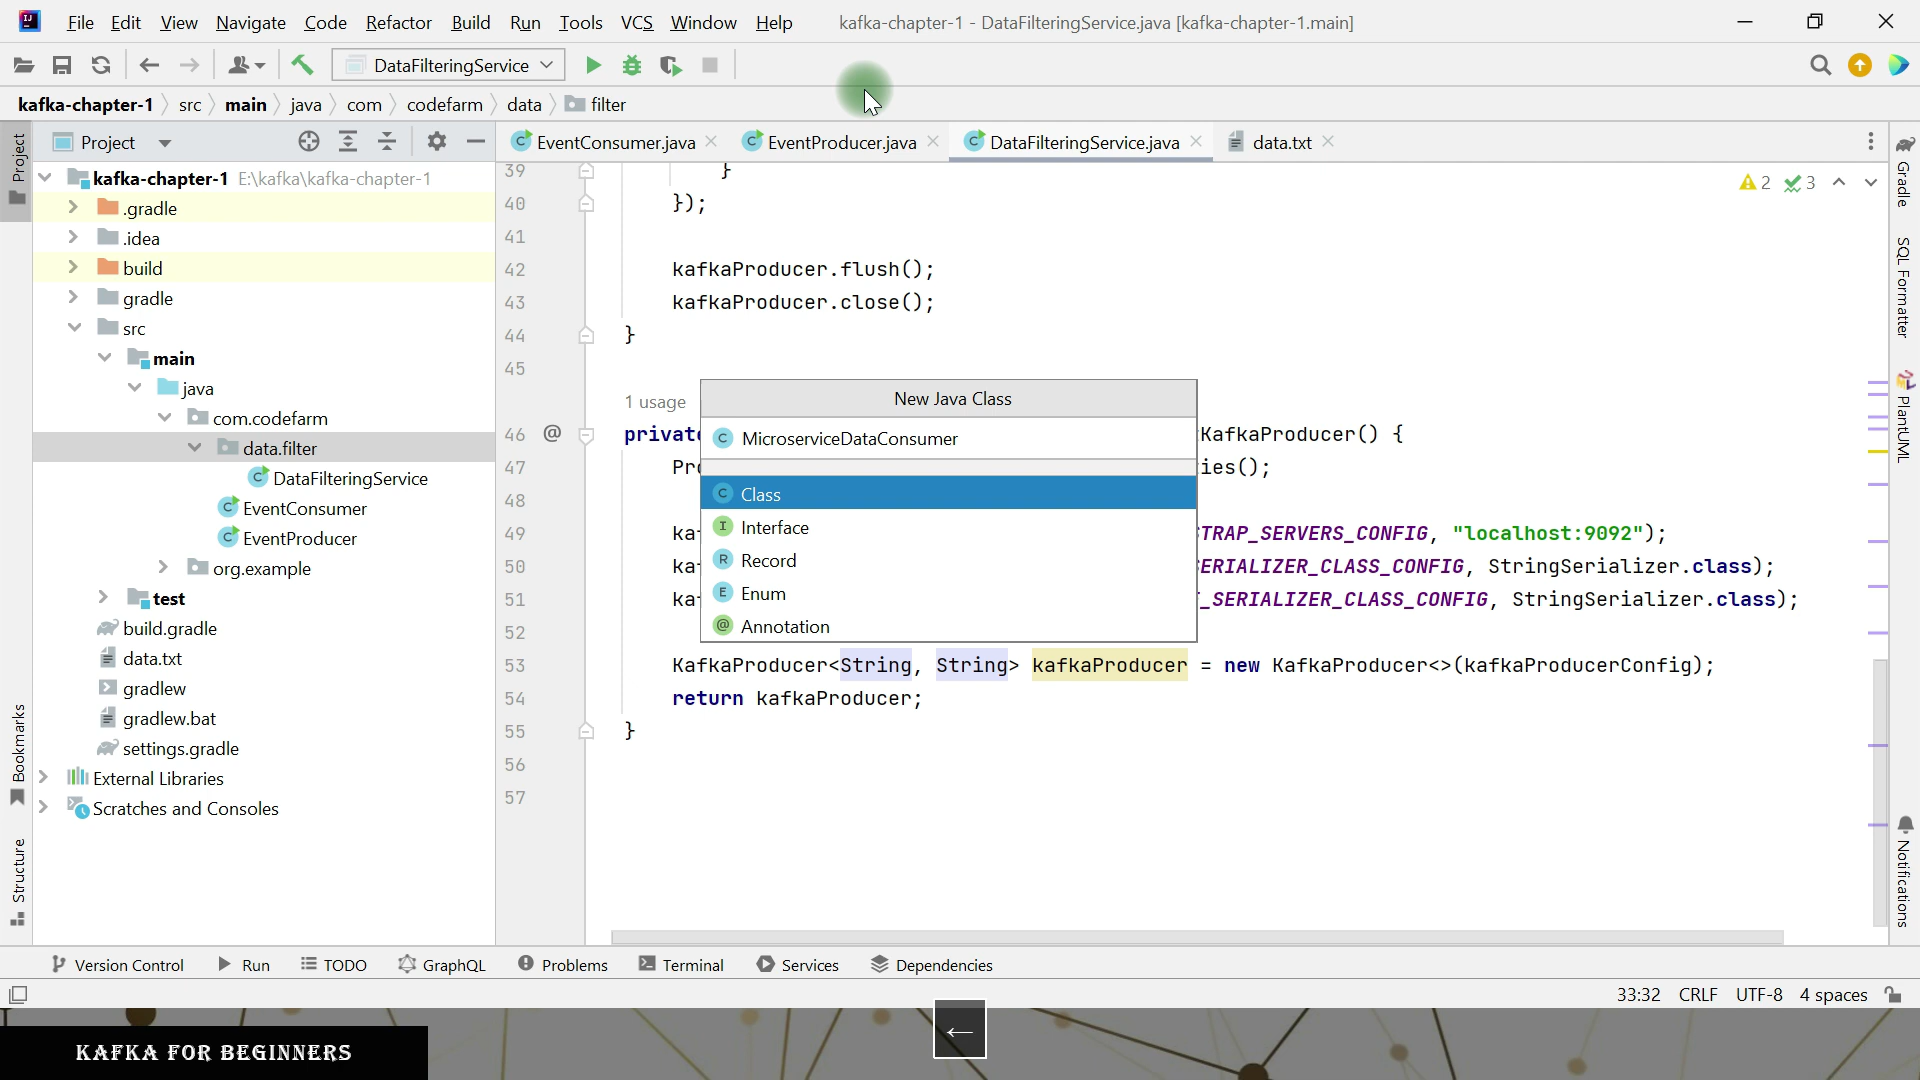 File Edit View Navigate Code Refactor Build Run Tools VCS Window Help kafka-chapter-1 - DataFilteringService.java [kafka-chapter-1.main]
DataFilteringService
kafka-chapter-1 src main java com codefarm data filter
Project
EventConsumer.java EventProducer.java DataFilteringService.java data.txt
Project
kafka-chapter-1 E:\kafka\kafka-chapter-1
.gradle
.idea
build
gradle
src
main
java
com.codefarm
data.filter
DataFilteringService
EventConsumer
EventProducer
org.example
test
build.gradle
data.txt
gradlew
gradlew.bat
settings.gradle
External Libraries
Scratches and Consoles
Bookmarks
Structure
2 3
39 }
40 });
41
42 kafkaProducer.flush();
43 kafkaProducer.close();
44 }
45
1 usage
46 @ privat KafkaProducer() {
47 Pro ies();
48
49 ka TRAP_SERVERS_CONFIG, "localhost:9092");
50 ka ERIALIZER_CLASS_CONFIG, StringSerializer.class);
51 ka _SERIALIZER_CLASS_CONFIG, StringSerializer.class);
52
53 KafkaProducer<String, String> kafkaProducer = new KafkaProducer<>(kafkaProducerConfig);
54 return kafkaProducer;
55 }
56
57
New Java Class
C MicroserviceDataConsumer
C Class
I Interface
R Record
E Enum
@ Annotation
Gradle
SQL Formatter
PlantUML
Notifications
Version Control Run TODO GraphQL Problems Terminal Services Dependencies
33:32 CRLF UTF-8 4 spaces
KAFKA FOR BEGINNERS
←